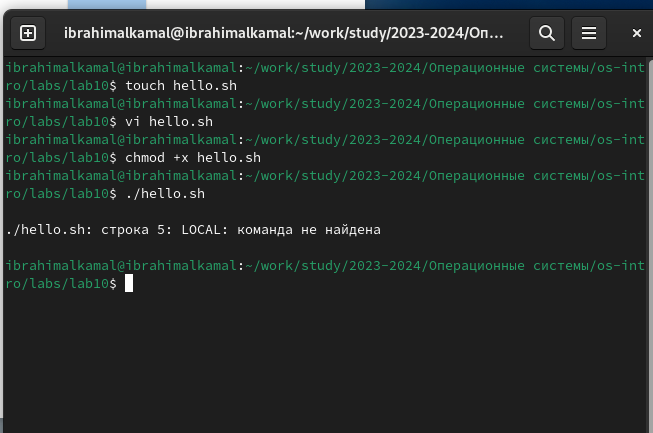 ibrahimalkamal@ibrahimalkamal:~/work/study/2023-2024/Оп...
ibrahimalkamal@ibrahimalkamal:~/work/study/2023-2024/Операционные системы/os-int
ro/labs/lab10$ touch hello.sh
ibrahimalkamal@ibrahimalkamal:~/work/study/2023-2024/Операционные системы/os-int
ro/labs/lab10$ vi hello.sh
ibrahimalkamal@ibrahimalkamal:~/work/study/2023-2024/Операционные системы/os-int
ro/labs/lab10$ chmod +x hello.sh
ibrahimalkamal@ibrahimalkamal:~/work/study/2023-2024/Операционные системы/os-int
ro/labs/lab10$ ./hello.sh
./hello.sh: строка 5: LOCAL: команда не найдена
ibrahimalkamal@ibrahimalkamal:~/work/study/2023-2024/Операционные системы/os-int
ro/labs/lab10$